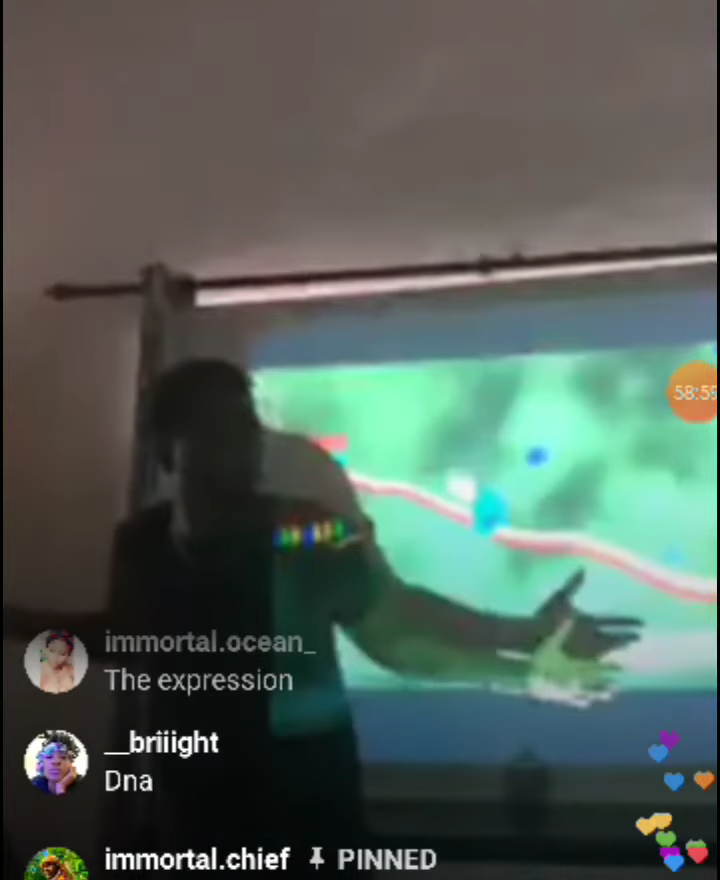 58:59
immortal.ocean_
The expression
__briiight
Dna
immortal.chief PINNED